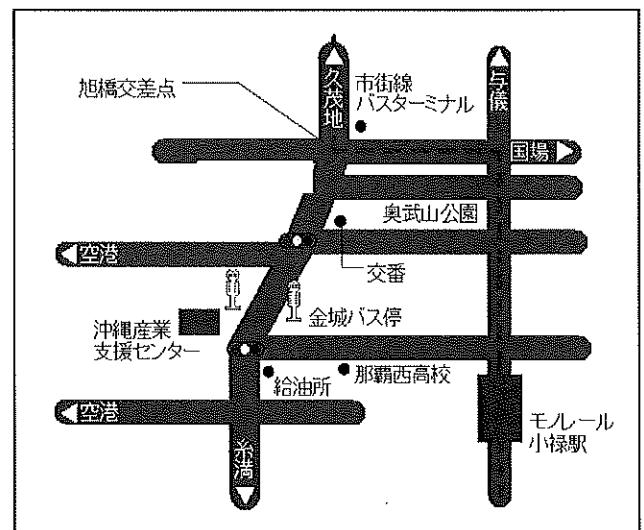 久茂地
与儀
市街線
バスターミナル
旭橋交差点
国場
奥武山公園
空港
交番
金城バス停
沖縄産業
支援センター
那覇西高校
給油所
空港
糸満
モノレール
小禄駅